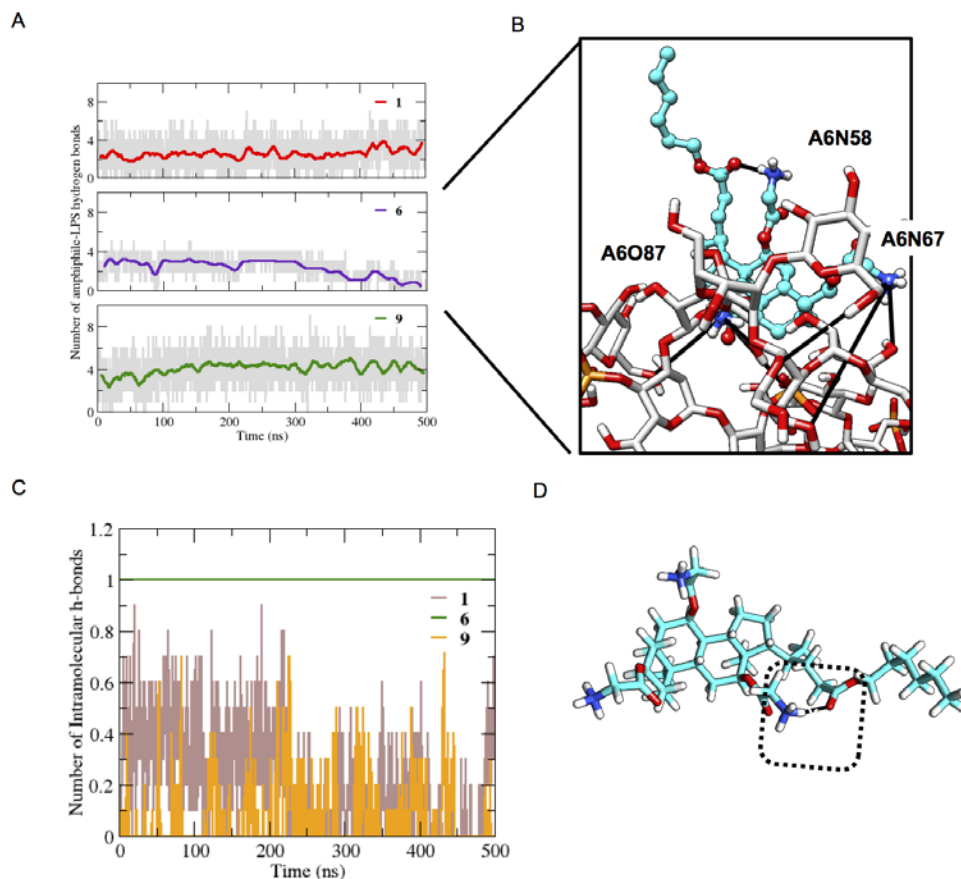 A
B
Number of amphiphile-LPS hydrogen bonds
8
4
0
1
8
4
0
6
8
4
0
9
0 100 200 300 400 500
Time (ns)
A6N58
A6O87
A6N67
C
D
Number of Intramolecular h-bonds
1.2
1
0.8
0.6
0.4
0.2
0
1
6
9
0 100 200 300 400 500
Time (ns)